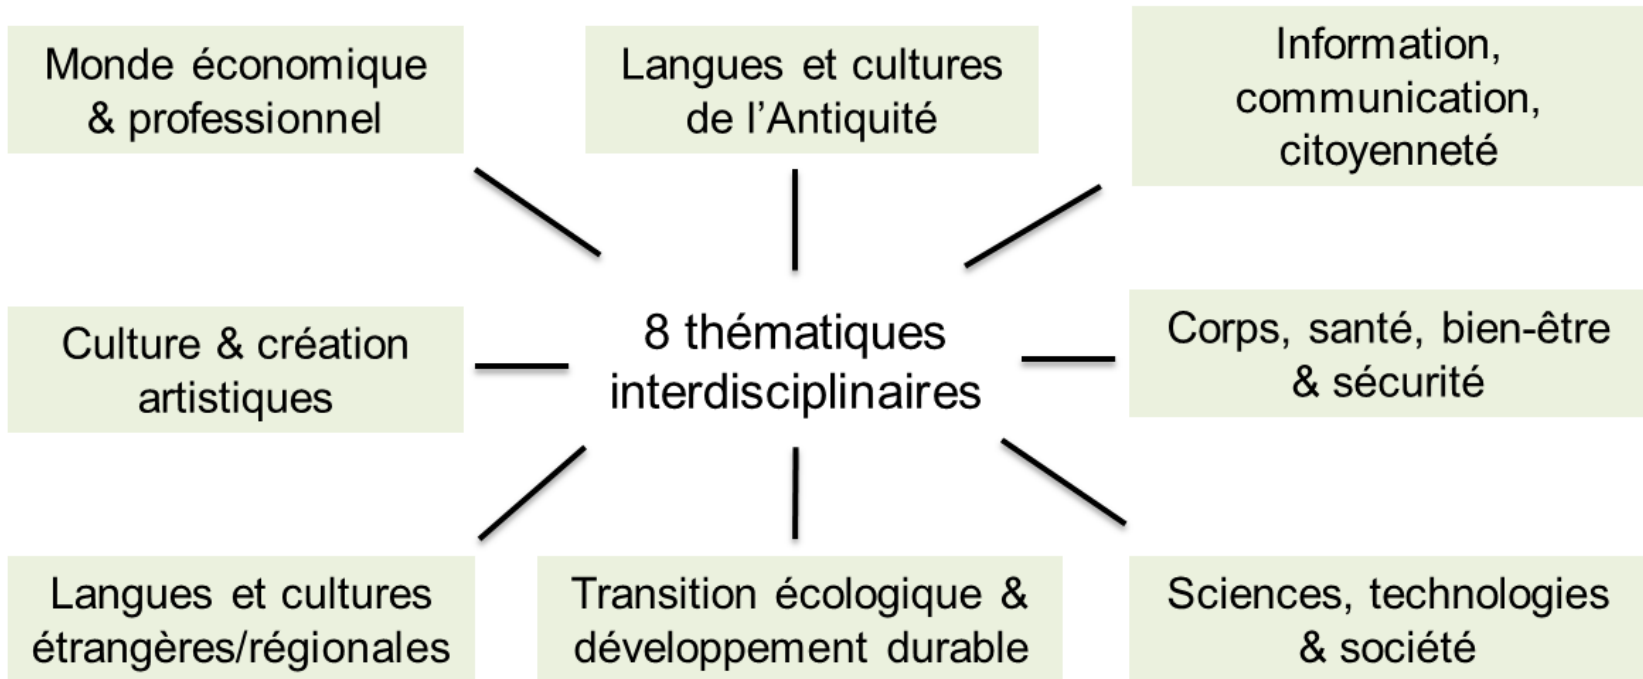 Monde économique
& professionnel
Langues et cultures
de l’Antiquité
Information,
communication,
citoyenneté
Culture & création
artistiques
8 thématiques
interdisciplinaires
Corps, santé, bien-être
& sécurité
Langues et cultures
étrangères/régionales
Transition écologique &
développement durable
Sciences, technologies
& société